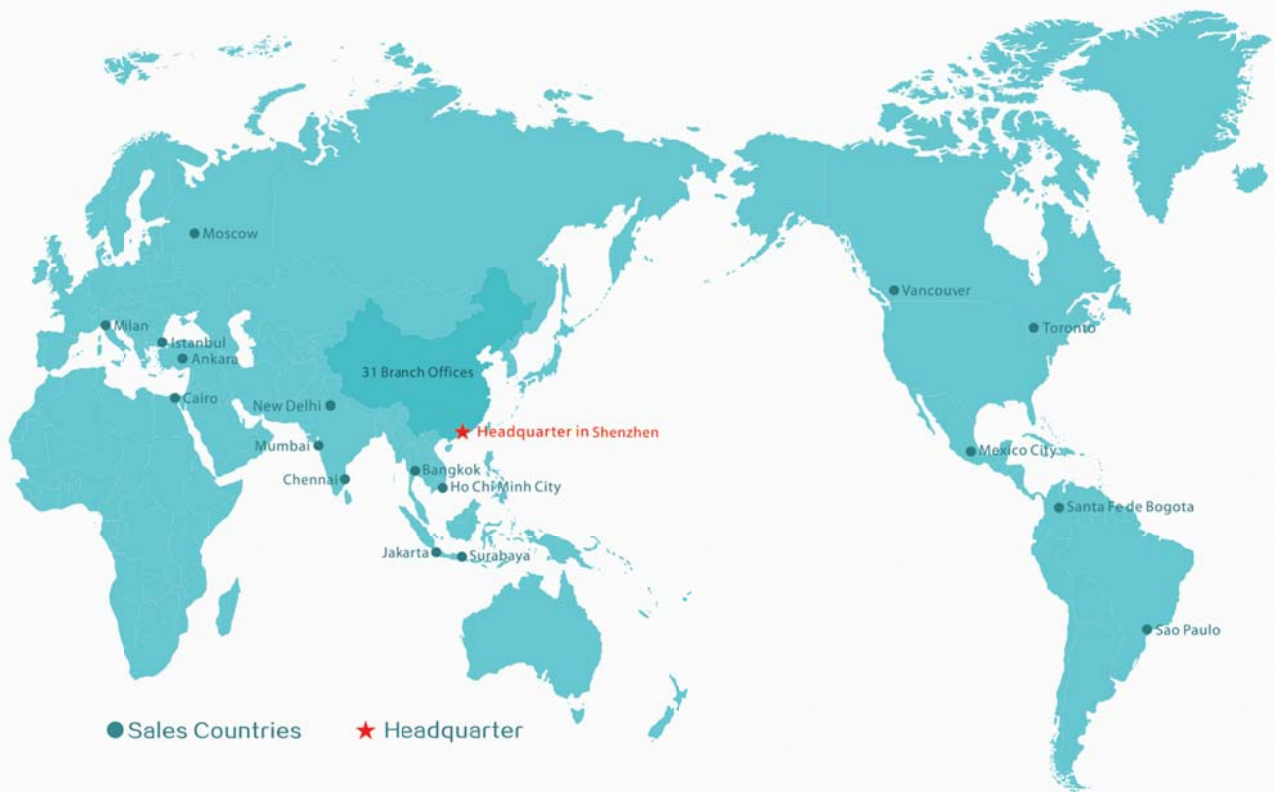 Moscow
Vancouver
Milan
Toronto
Istanbul
Ankara
31 Branch Offices
Cairo
New Delhi
Headquarter in Shenzhen
Mumbai
Mexico City
Bangkok
Chennai
Ho Chi Minh City
Santa Fe de Bogota
Jakarta
Surabaya
Sao Paulo
Sales Countries
Headquarter